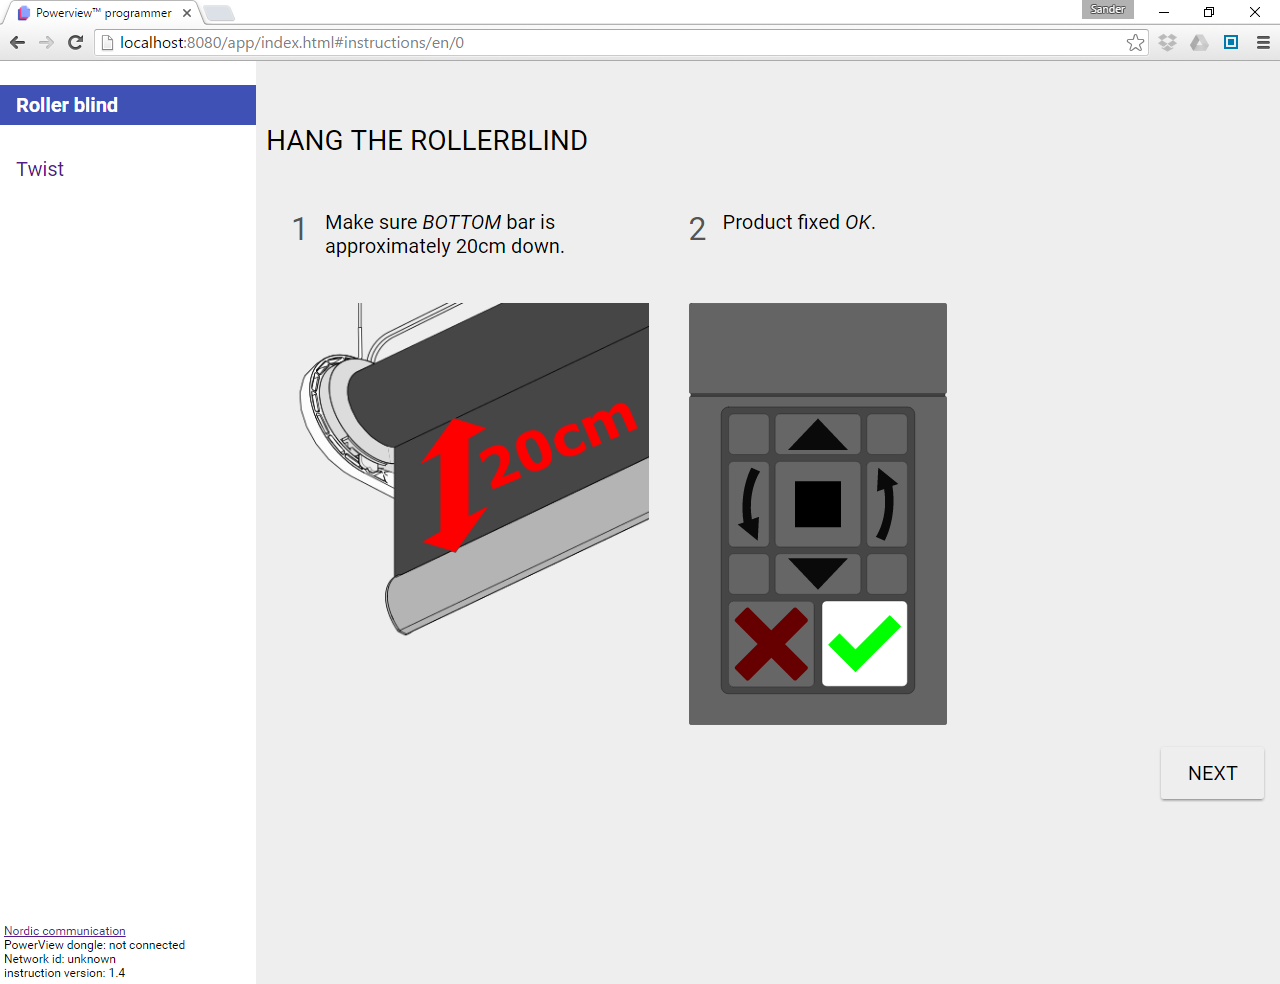 Powerview™ programmer
Sander
localhost:8080/app/index.html#instructions/en/0
Roller blind
Twist
HANG THE ROLLERBLIND
1
Make sure BOTTOM bar is
approximately 20cm down.
2
Product fixed OK.
20cm
NEXT
Nordic communication
PowerView dongle: not connected
Network id: unknown
instruction version: 1.4